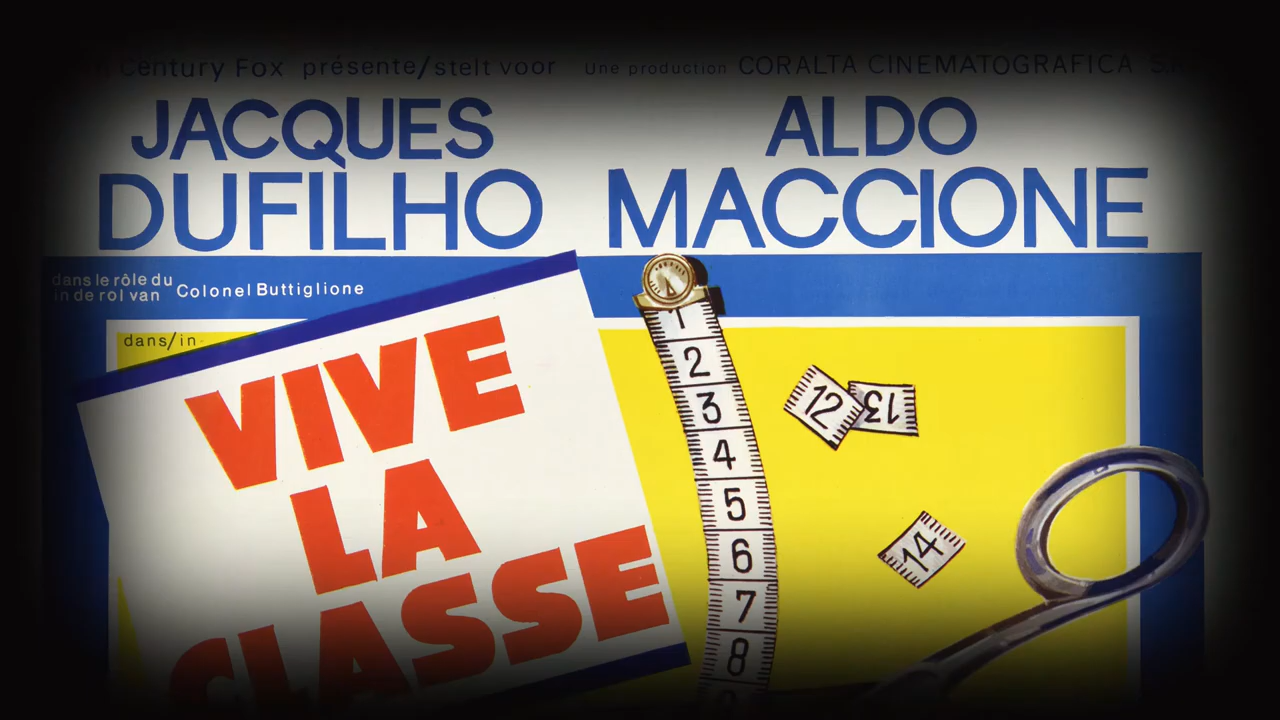 Century Fox présente/stelt voor Une production CORALTA CINEMATOGRAFICA
JACQUES
DUFILHO
ALDO
MACCIONE
dans le rôle du
in de rol van
Colonel Buttiglione
dans/in
VIVE
LA
CLASSE
1
2
3
4
5
6
7
8
12
13
14